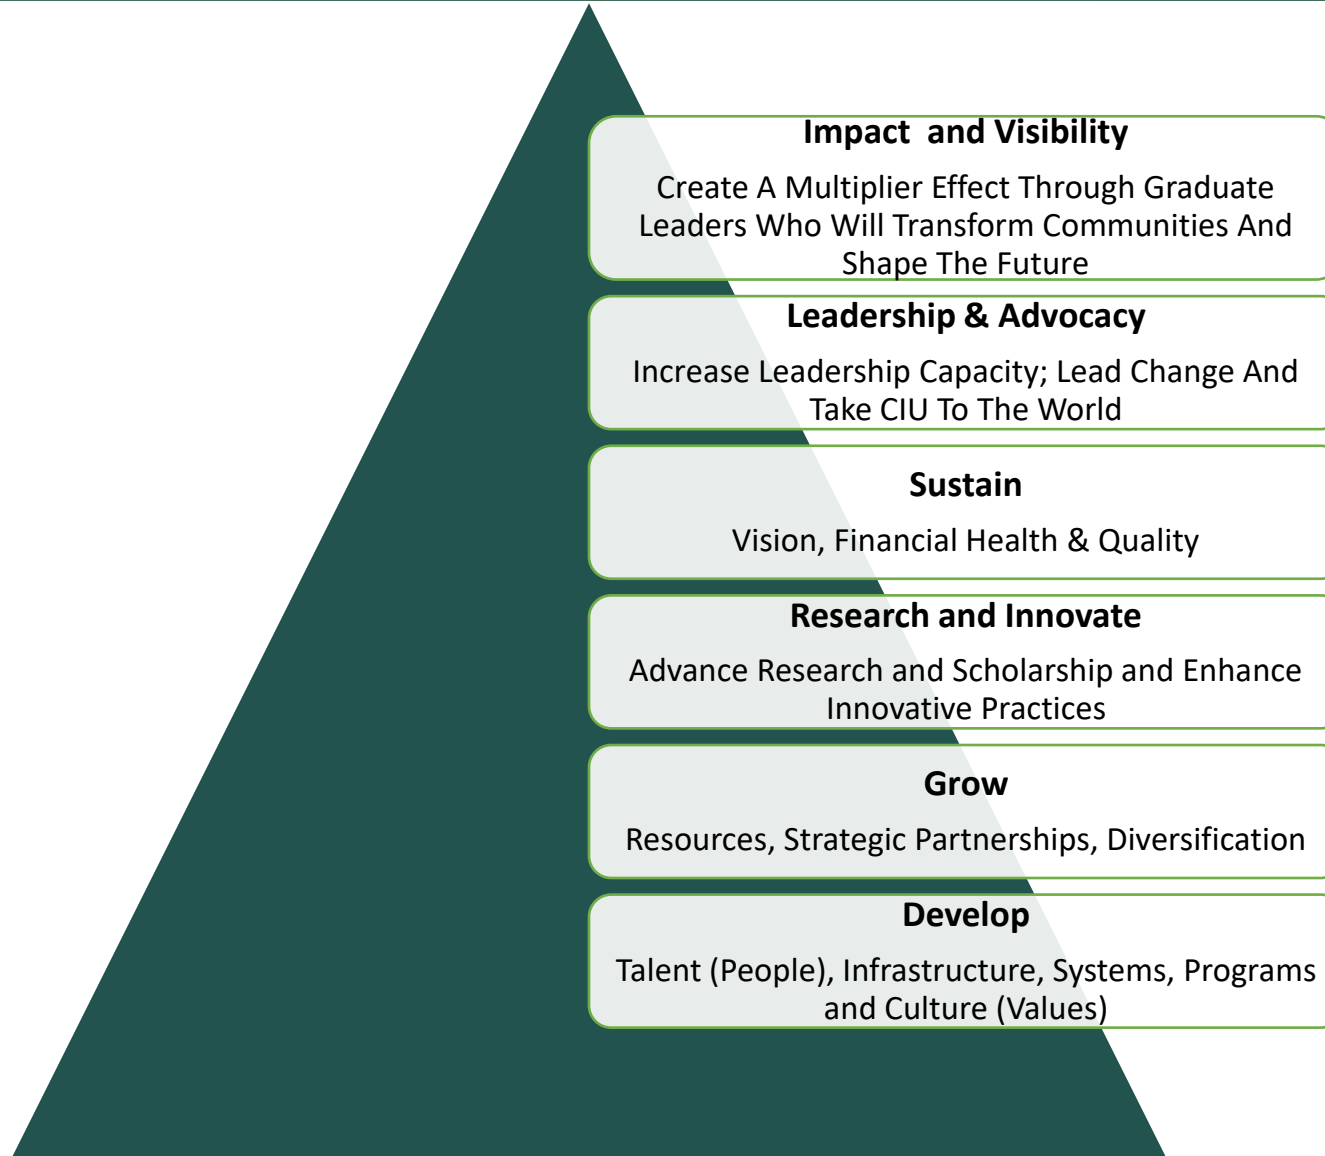 Impact  and Visibility
Create A Multiplier Effect Through Graduate
Leaders Who Will Transform Communities And
Shape The Future
Leadership & Advocacy
Increase Leadership Capacity; Lead Change And
Take CIU To The World
Sustain
Vision, Financial Health & Quality
Research and Innovate
Advance Research and Scholarship and Enhance
Innovative Practices
Grow
Resources, Strategic Partnerships, Diversification
Develop
Talent (People), Infrastructure, Systems, Programs
and Culture (Values)